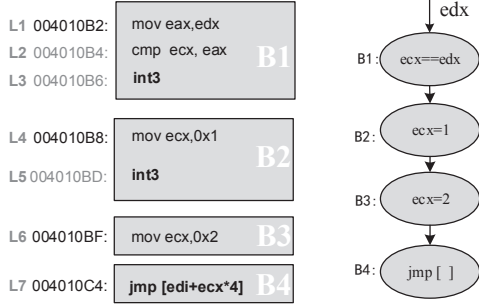 L1 004010B2: mov eax,edx
L2 004010B4: cmp ecx, eax
L3 004010B6: int3
B1
L4 004010B8: mov ecx,0x1
L5 004010BD: int3
B2
L6 004010BF: mov ecx,0x2
B3
L7 004010C4: jmp [edi+ecx*4]
B4
edx
B1: ecx==edx
B2: ecx=1
B3: ecx=2
B4: jmp [ ]